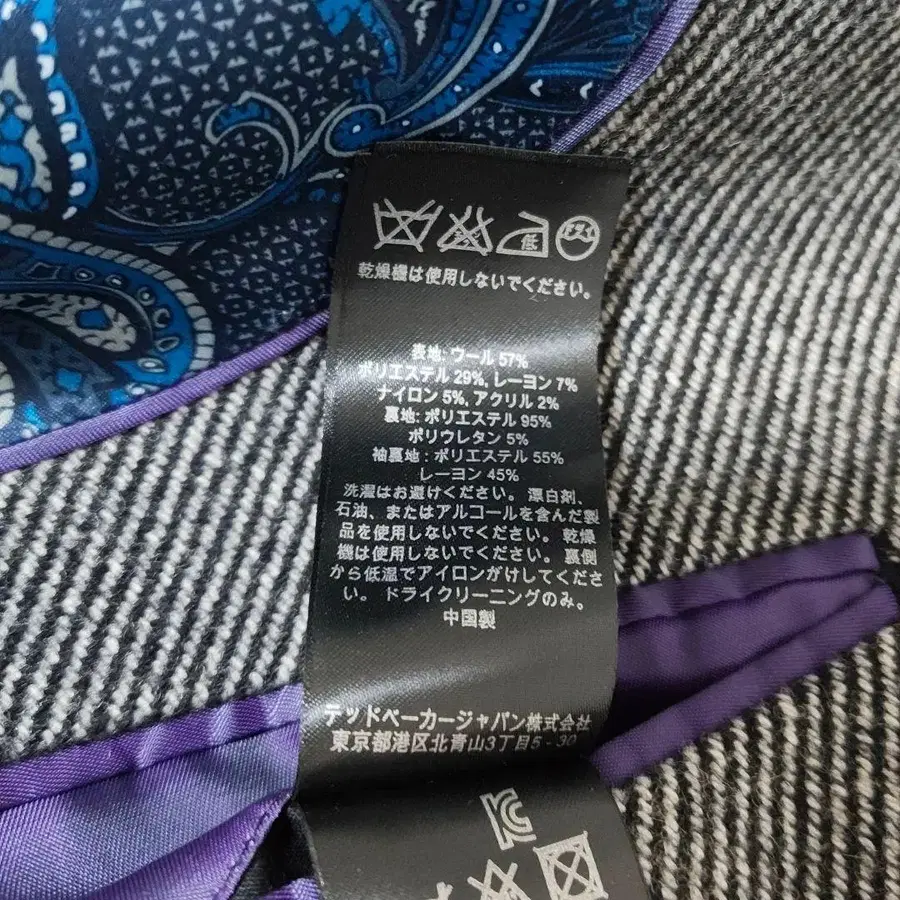 低 ドライ
乾燥機は使用しないでください。
表地: ウール 57%
ポリエステル 29%, レーヨン 7%
ナイロン 5%, アクリル 2%
裏地: ポリエステル 95%
ポリウレタン 5%
袖裏地 : ポリエステル 55%
レーヨン 45%
洗濯はお避けください。 漂白剤、
石油、またはアルコールを含んだ製
品を使用しないでください。 乾燥
機は使用しないでください。 裏側
から低温でアイロンがけしてくださ
い。 ドライクリーニングのみ。
中国製
テッドベーカージャパン株式会社
東京都港区北青山3丁目5 - 30